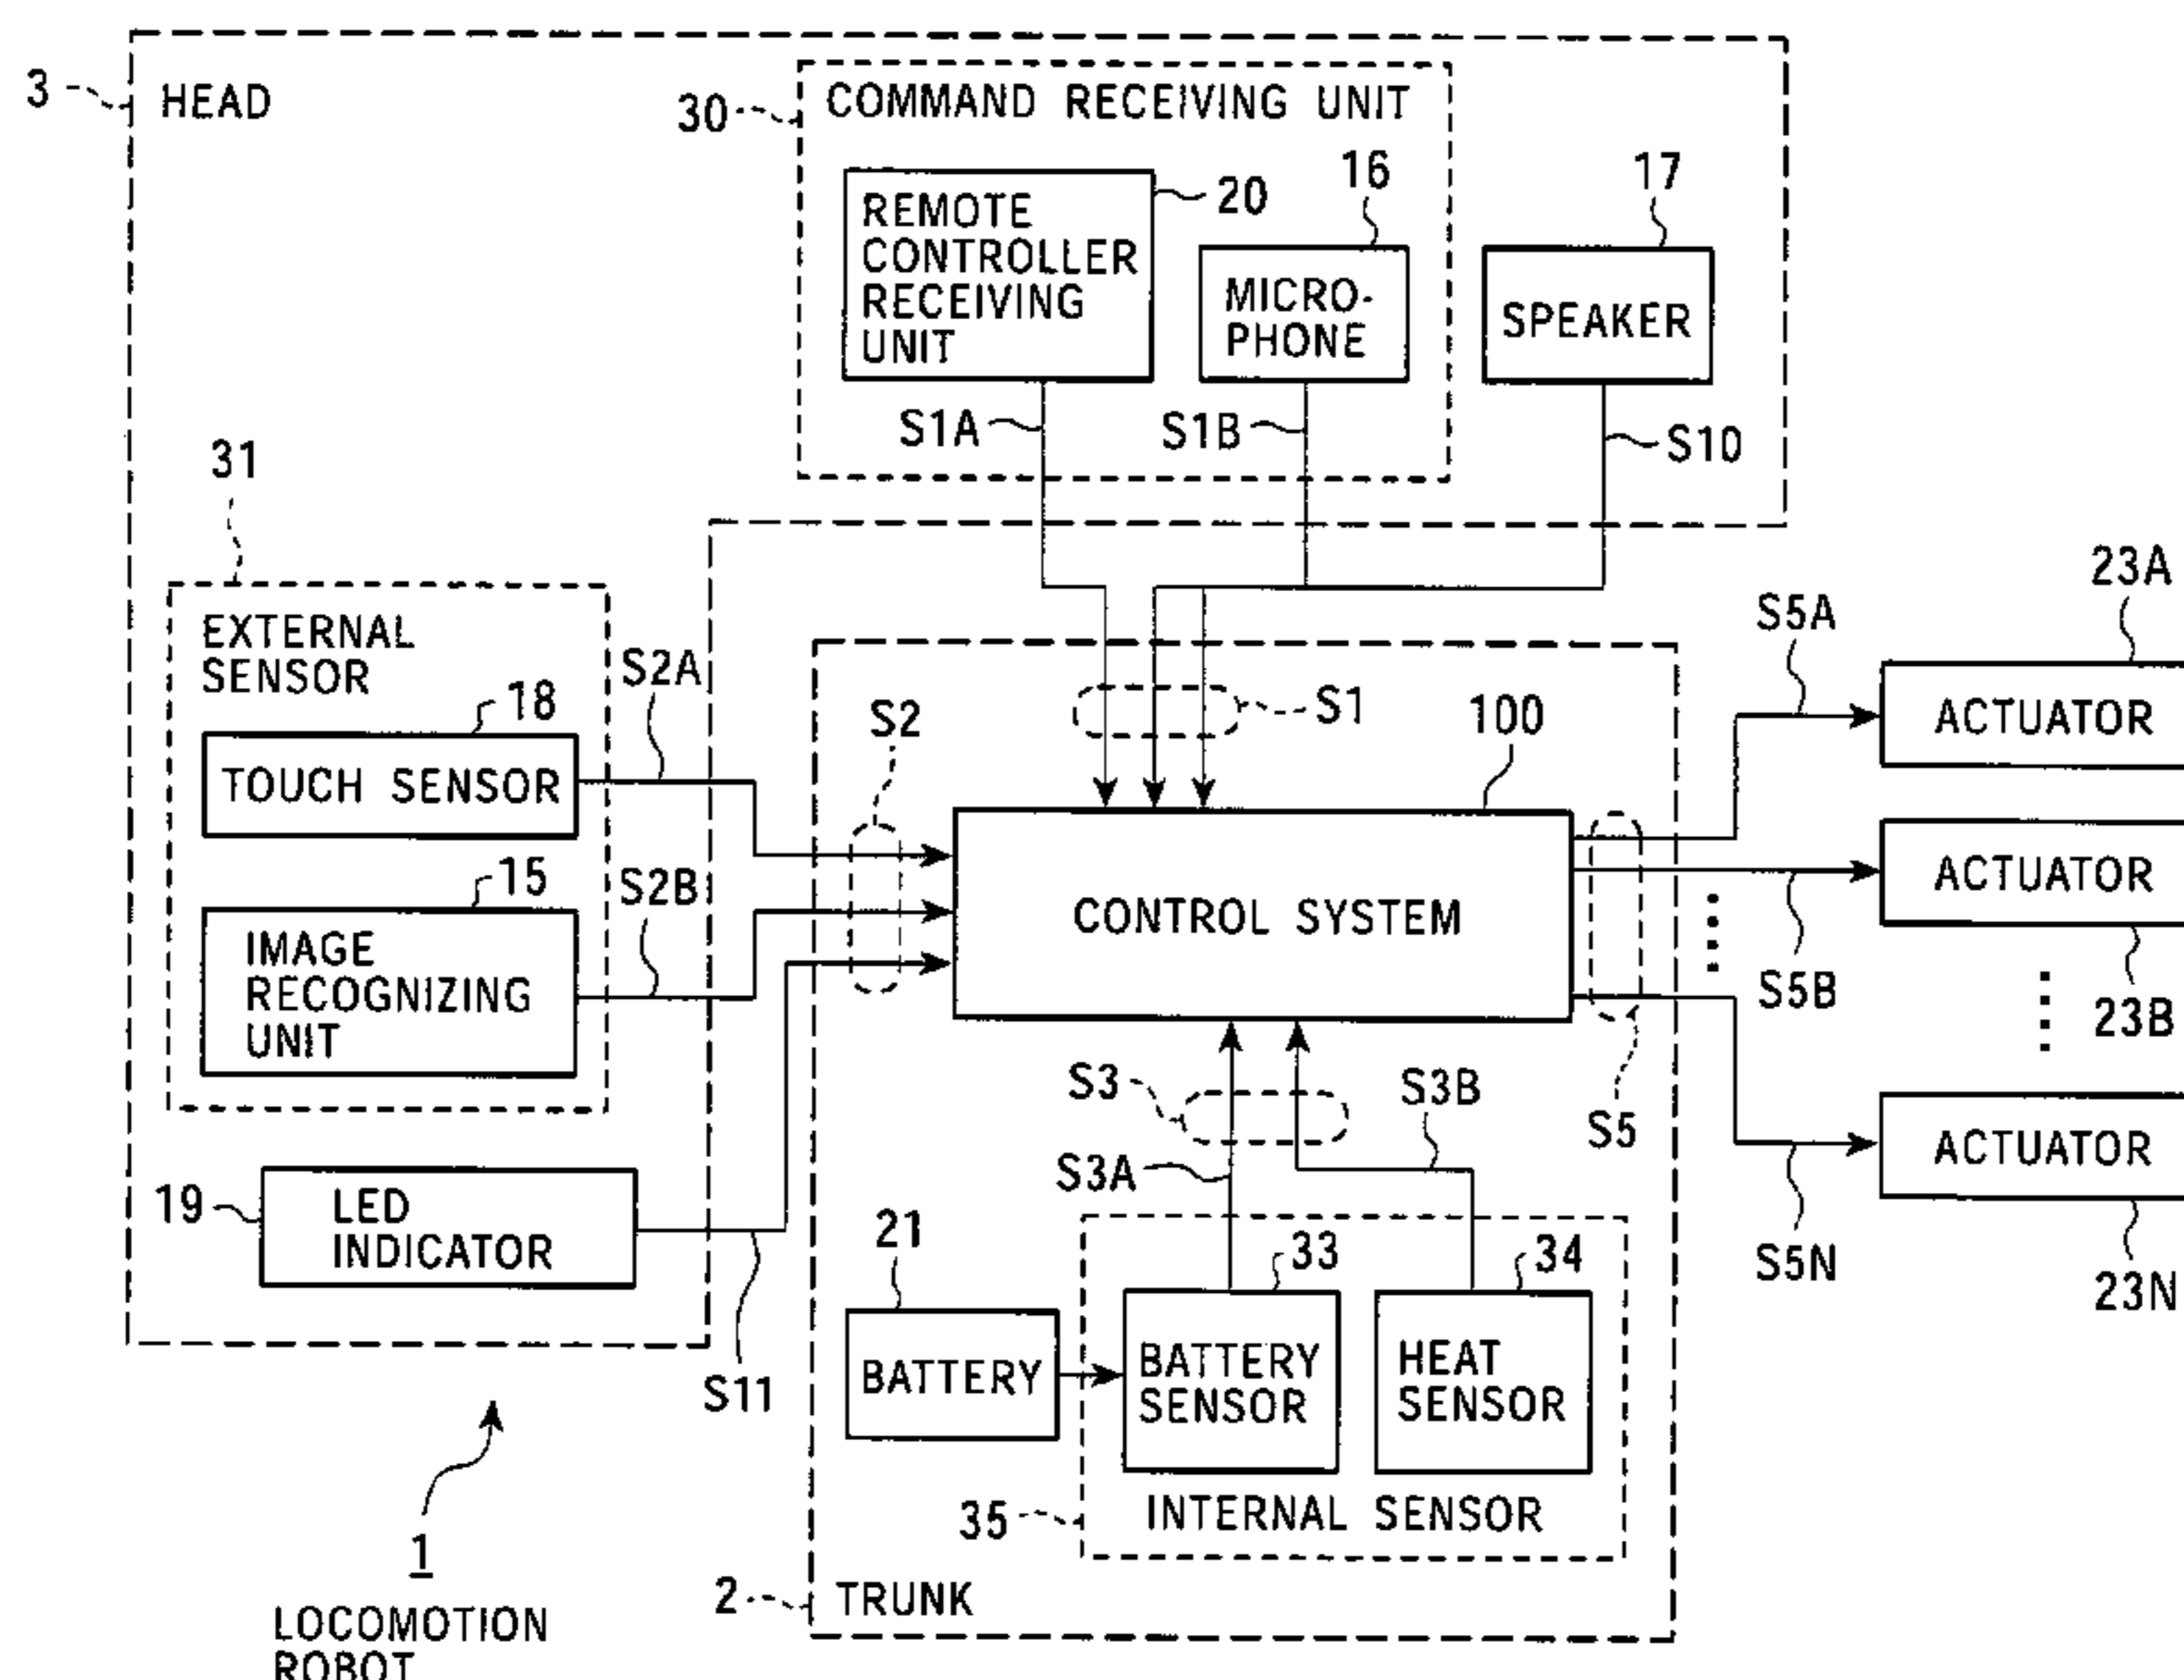 3
HEAD
30
COMMAND RECEIVING UNIT
20
REMOTE
CONTROLLER
RECEIVING
UNIT
16
MICRO-
PHONE
17
SPEAKER
S1A
S1B
S10
31
EXTERNAL
SENSOR
18
TOUCH SENSOR
S2A
15
IMAGE
RECOGNIZING
UNIT
S2B
19
LED
INDICATOR
S11
S2
S1
100
CONTROL SYSTEM
S5A
23A
ACTUATOR
ACTUATOR
S5B
23B
S5
ACTUATOR
S5N
23N
S3
S3B
S3A
21
BATTERY
33
BATTERY
SENSOR
34
HEAT
SENSOR
35
INTERNAL SENSOR
2
TRUNK
1
LOCOMOTION
ROBOT